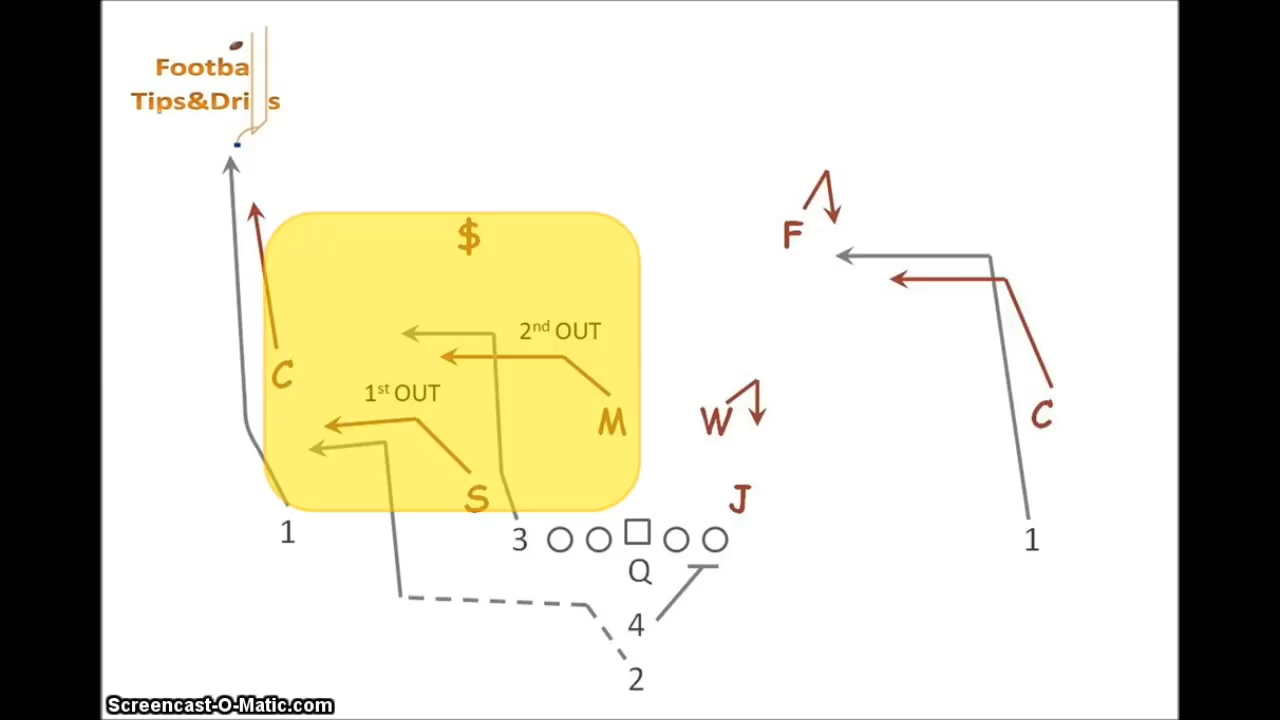 Footba
Tips&Dri s
$
F
2nd OUT
C
1st OUT
M
W
C
S
J
1
3
Q
1
4
2
Screencast-O-Matic.com